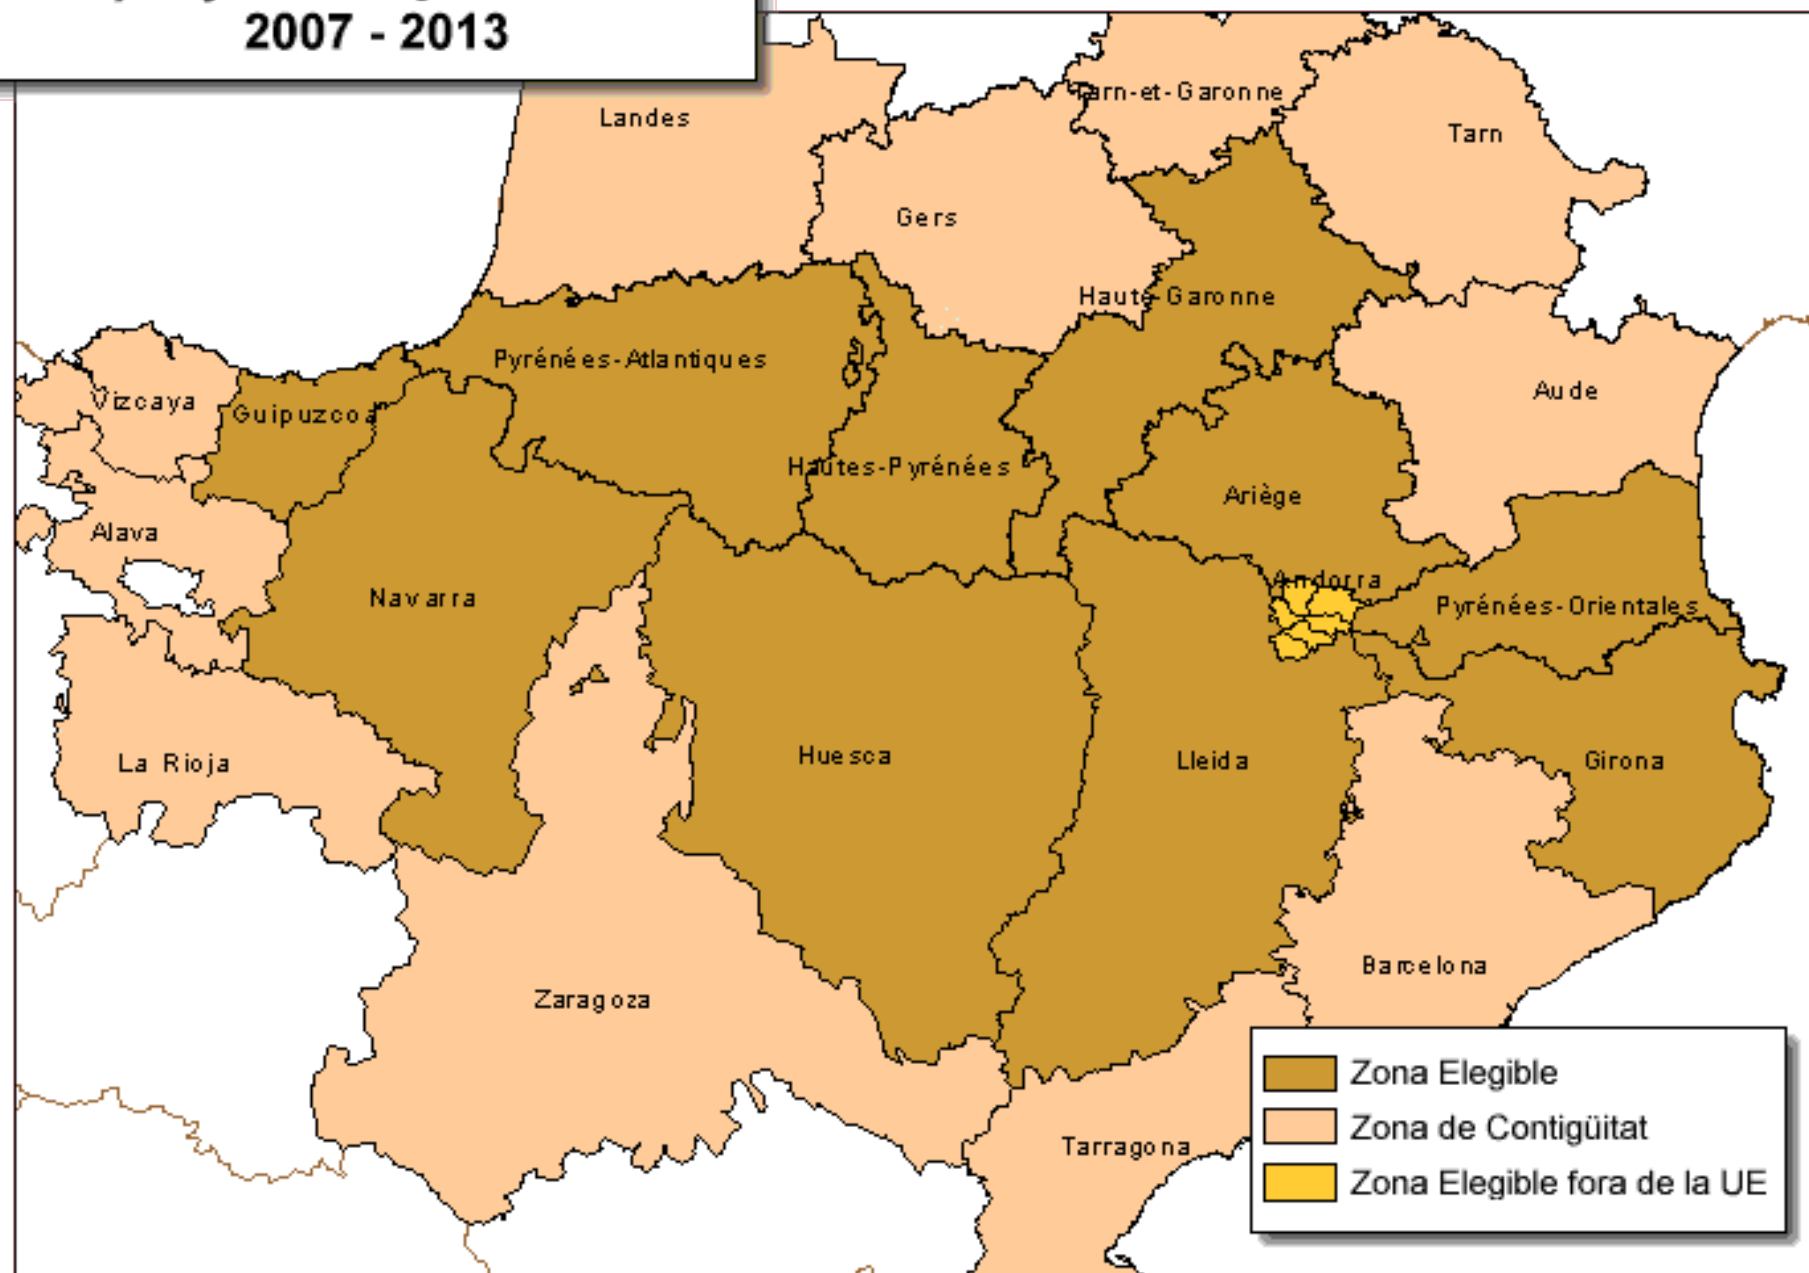 2007 - 2013
Landes
Tarn-et-Garonne
Tarn
Gers
Haute-Garonne
Pyrénées-Atlantiques
Aude
Vizcaya
Guipuzcoa
Hautes-Pyrénées
Ariège
Alava
Andorra
Navarra
Pyrénées-Orientales
La Rioja
Huesca
Lleida
Girona
Barcelona
Zaragoza
Tarragona
Zona Elegible
Zona de Contigüitat
Zona Elegible fora de la UE